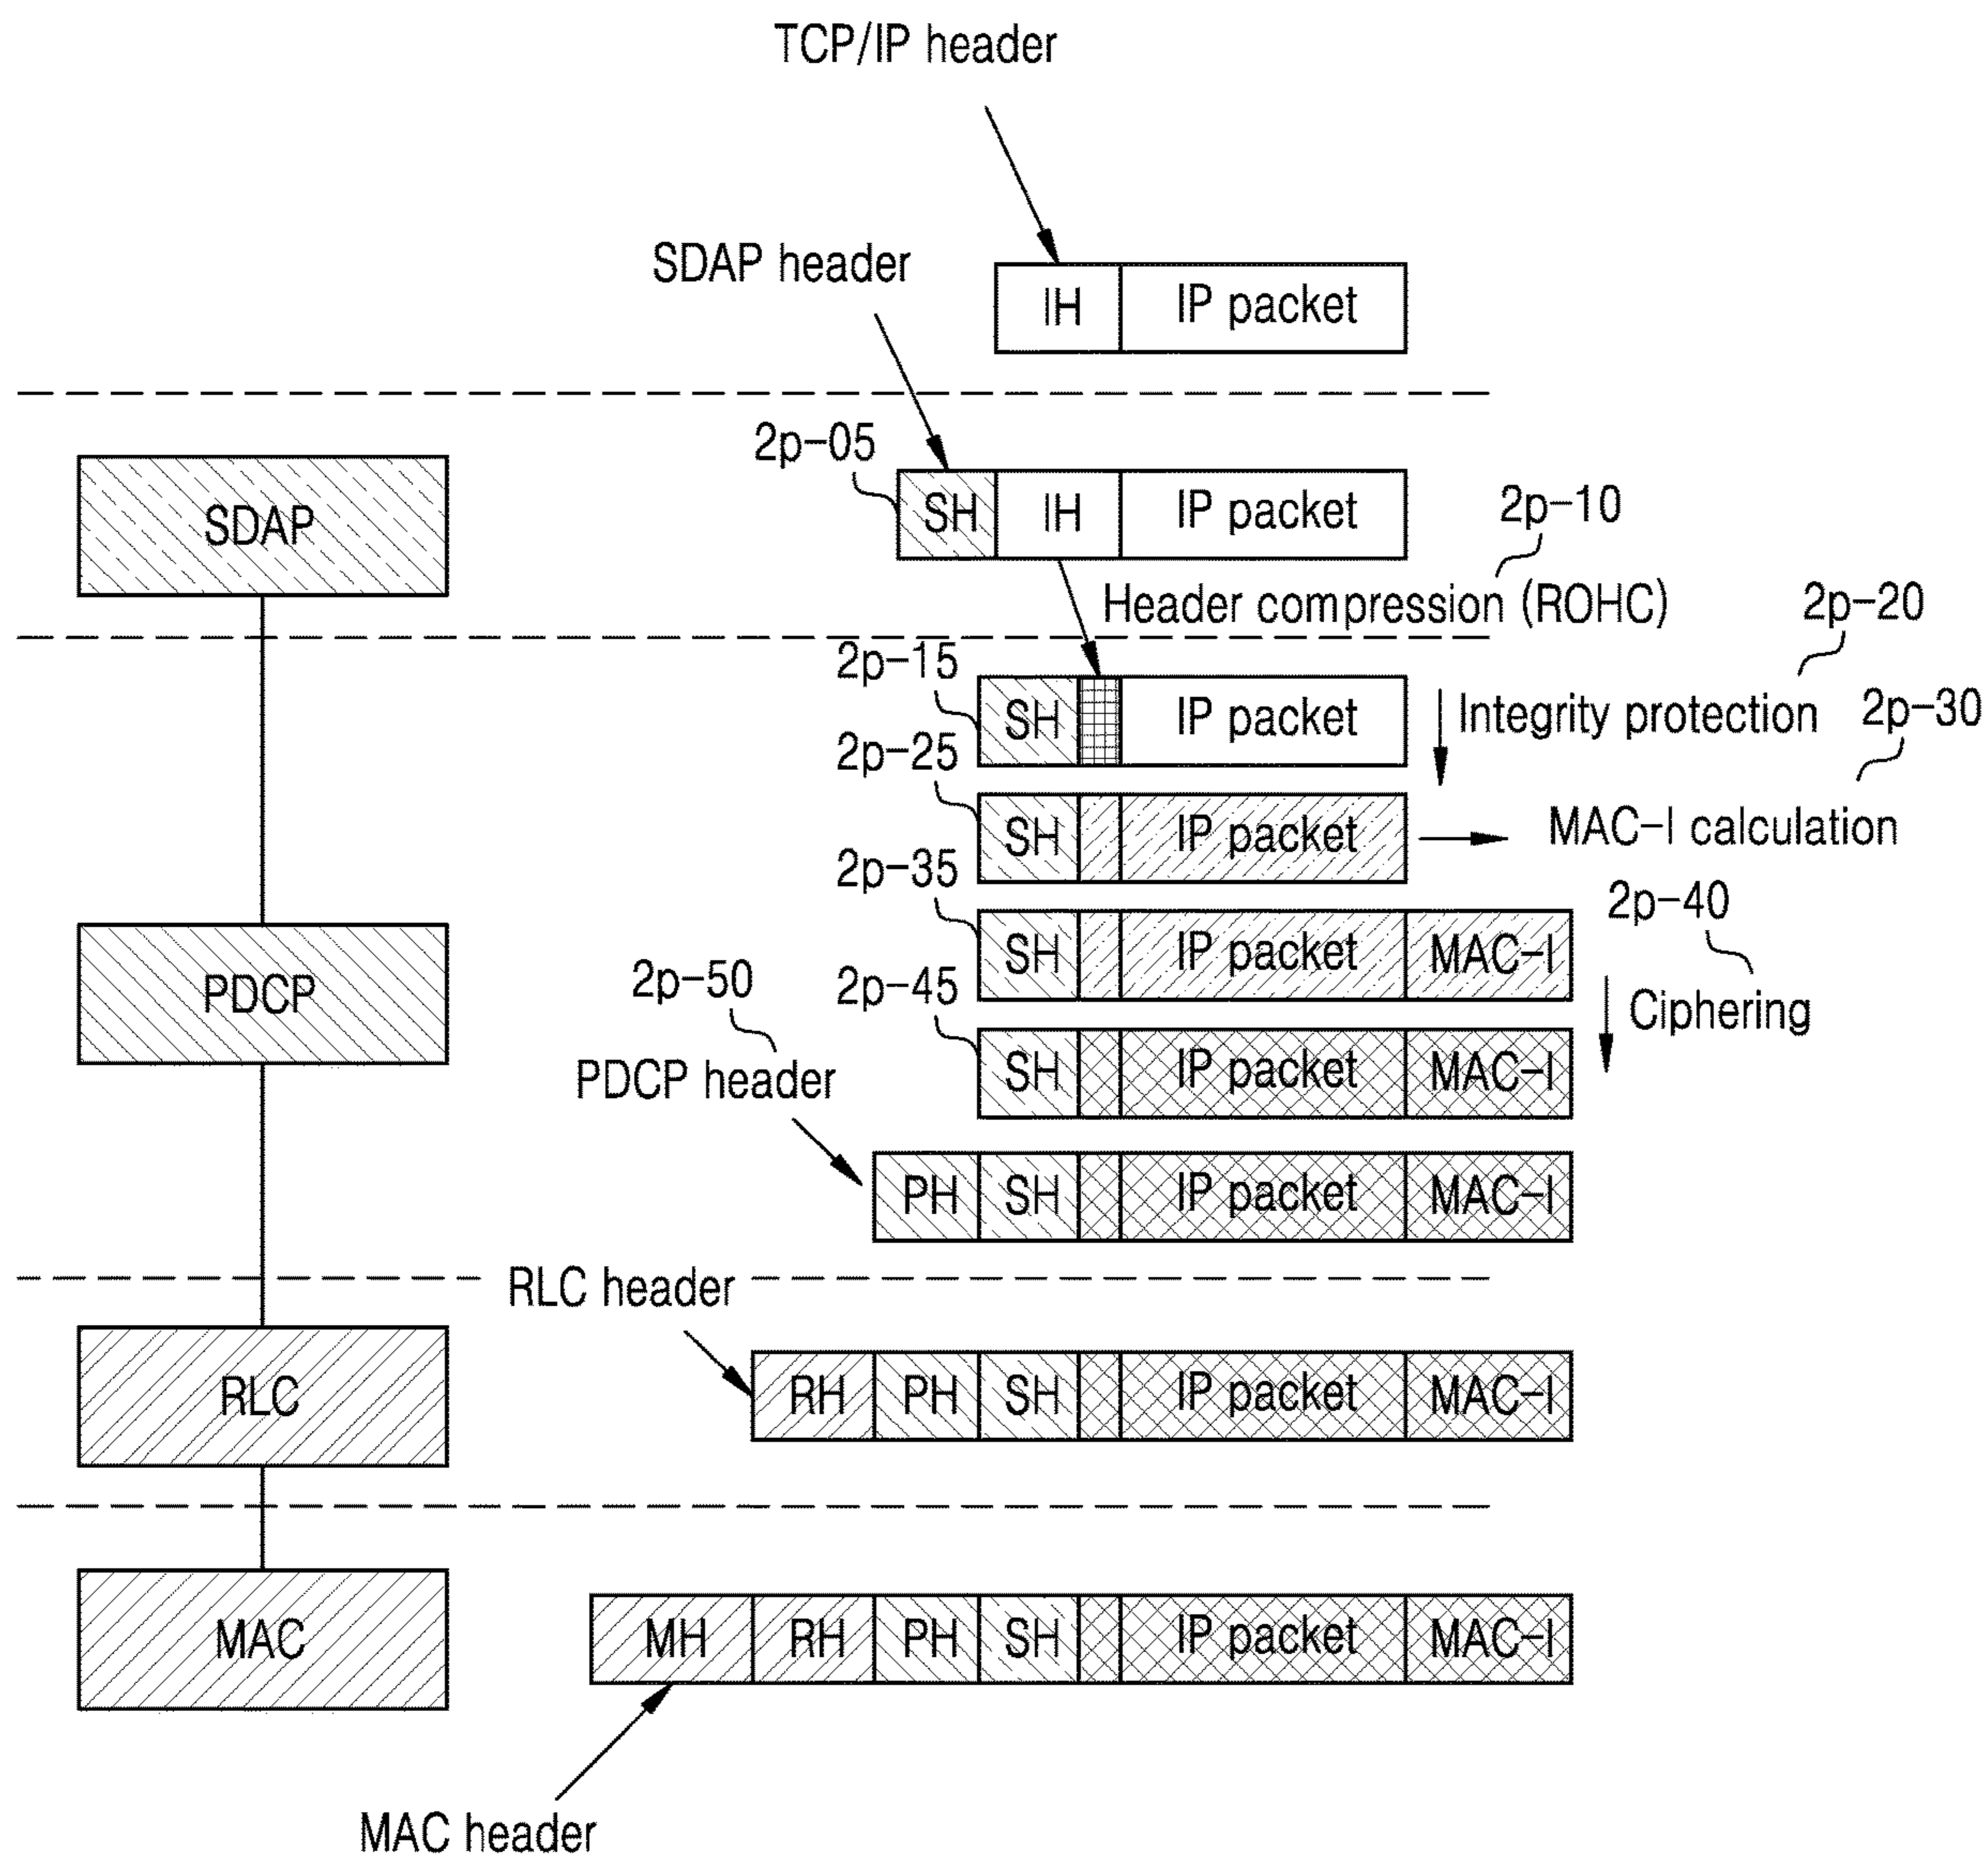 TCP/IP header
SDAP header
IH IP packet
2p-05
SDAP
SH IH IP packet
2p-10
Header compression (ROHC)
2p-20
2p-15
SH IP packet
Integrity protection
2p-30
2p-25
SH IP packet
MAC-I calculation
2p-35
2p-40
SH IP packet MAC-I
PDCP
2p-50
2p-45
Ciphering
SH IP packet MAC-I
PDCP header
PH SH IP packet MAC-I
RLC header
RLC
RH PH SH IP packet MAC-I
MAC
MH RH PH SH IP packet MAC-I
MAC header